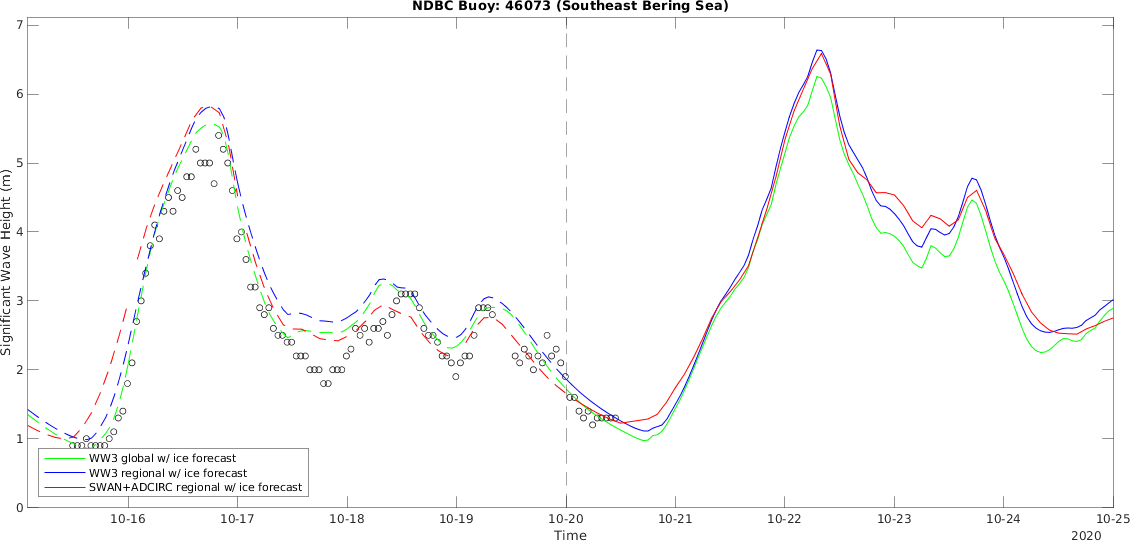 NDBC Buoy: 46073 (Southeast Bering Sea)
Significant Wave Height (m)
7
6
5
4
3
2
1
0
WW3 global w/ ice forecast
WW3 regional w/ ice forecast
SWAN+ADCIRC regional w/ ice forecast
10-16 10-17 10-18 10-19 10-20 10-21 10-22 10-23 10-24 10-25
Time
2020